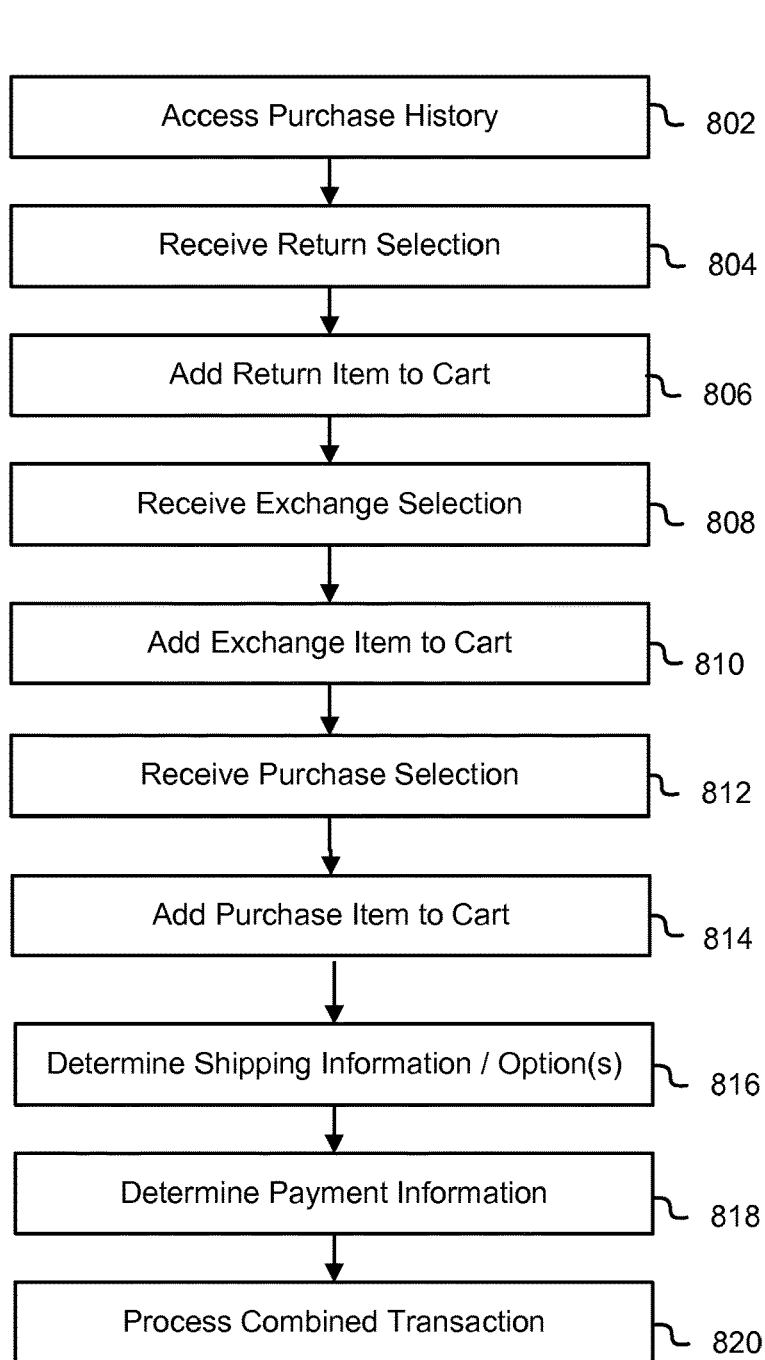 Access Purchase History 802
Receive Return Selection 804
Add Return Item to Cart 806
Receive Exchange Selection 808
Add Exchange Item to Cart 810
Receive Purchase Selection 812
Add Purchase Item to Cart 814
Determine Shipping Information / Option(s) 816
Determine Payment Information 818
Process Combined Transaction 820